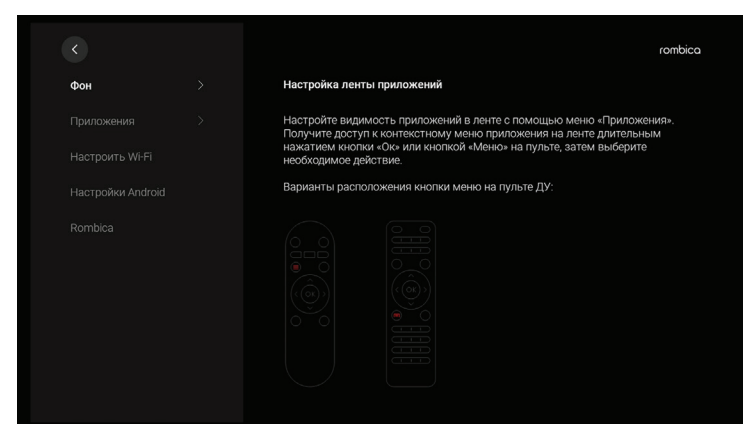 rombica
Фон
Приложения
Настроить Wi-Fi
Настройки Android
Rombica
Настройка ленты приложений
Настройте видимость приложений в ленте с помощью меню «Приложения».
Получите доступ к контекстному меню приложения на ленте длительным
нажатием кнопки «Ок» или кнопкой «Меню» на пульте, затем выберите
необходимое действие.
Варианты расположения кнопки меню на пульте ДУ:
OK
OK